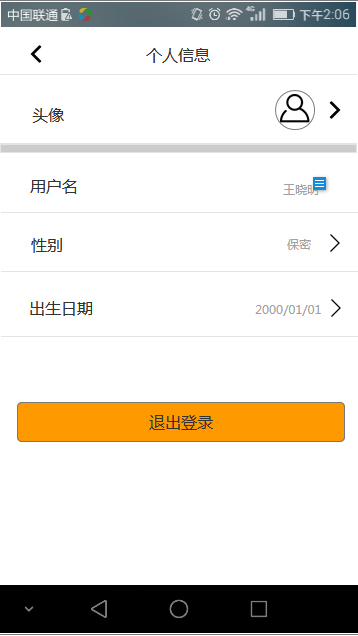 中国联通 4G 下午2:06
个人信息
头像
用户名 王晓明
性别 保密
出生日期 2000/01/01
退出登录